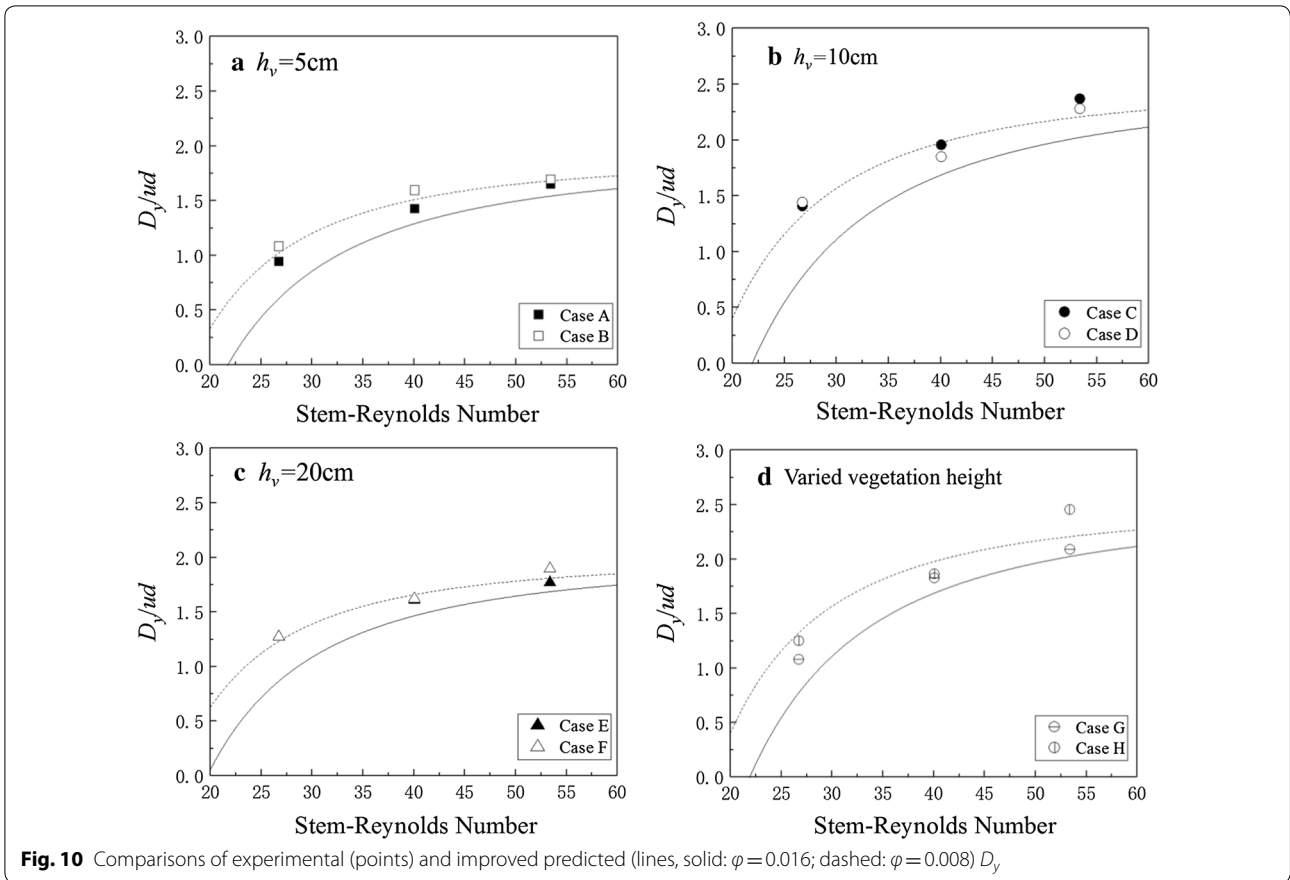 a h_v=5cm
3.0
2.5
2.0
1.5
1.0
0.5
0.0
D_y/ud
20 25 30 35 40 45 50 55 60
Stem-Reynolds Number
Case A
Case B
b h_v=10cm
3.0
2.5
2.0
1.5
1.0
0.5
0.0
D_y/ud
20 25 30 35 40 45 50 55 60
Stem-Reynolds Number
Case C
Case D
c h_v=20cm
3.0
2.5
2.0
1.5
1.0
0.5
0.0
D_y/ud
20 25 30 35 40 45 50 55 60
Stem-Reynolds Number
Case E
Case F
d Varied vegetation height
3.0
2.5
2.0
1.5
1.0
0.5
0.0
D_y/ud
20 25 30 35 40 45 50 55 60
Stem-Reynolds Number
Case G
Case H
Fig. 10 Comparisons of experimental (points) and improved predicted (lines, solid: φ = 0.016; dashed: φ = 0.008) D_y